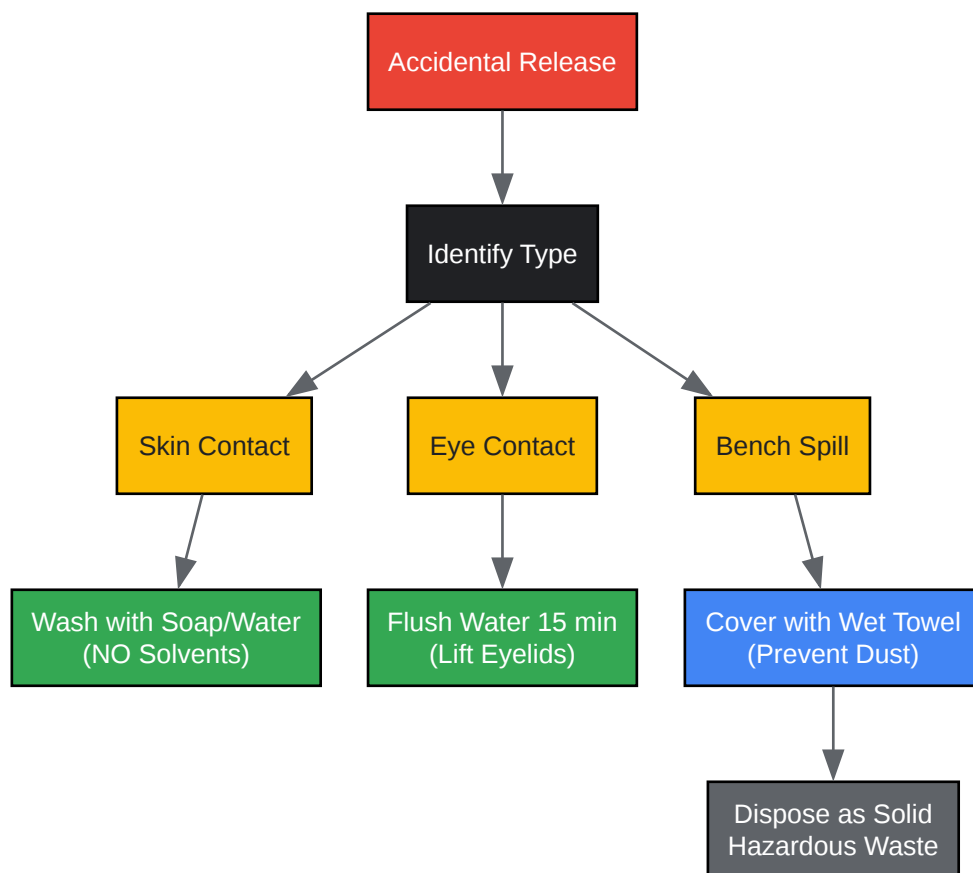 Accidental Release
Identify Type
Skin Contact
Eye Contact
Bench Spill
Wash with Soap/Water
(NO Solvents)
Flush Water 15 min
(Lift Eyelids)
Cover with Wet Towel
(Prevent Dust)
Dispose as Solid
Hazardous Waste